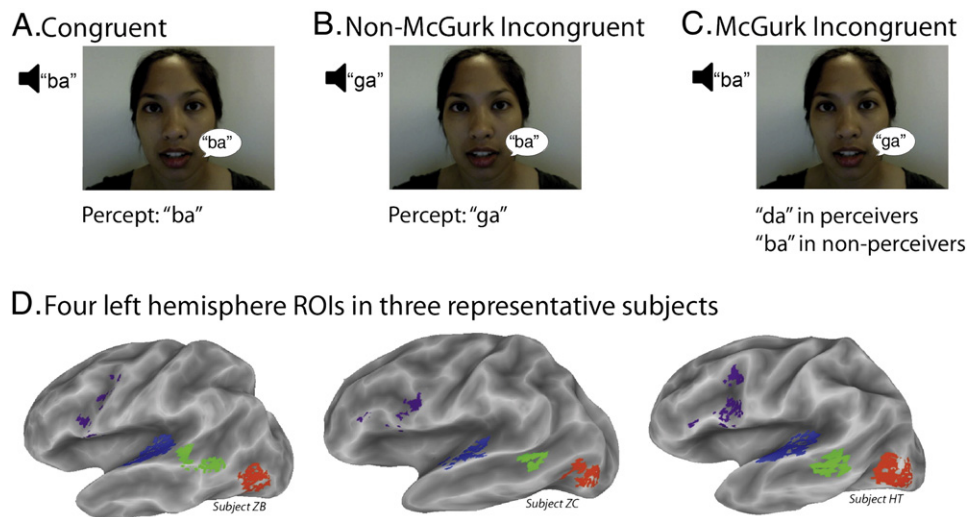 A. Congruent
"ba"
"ba"
Percept: "ba"
B. Non-McGurk Incongruent
"ga"
"ba"
Percept: "ga"
C. McGurk Incongruent
"ba"
"ga"
"da" in perceivers
"ba" in non-perceivers
D. Four left hemisphere ROIs in three representative subjects
Subject ZB
Subject ZC
Subject HT